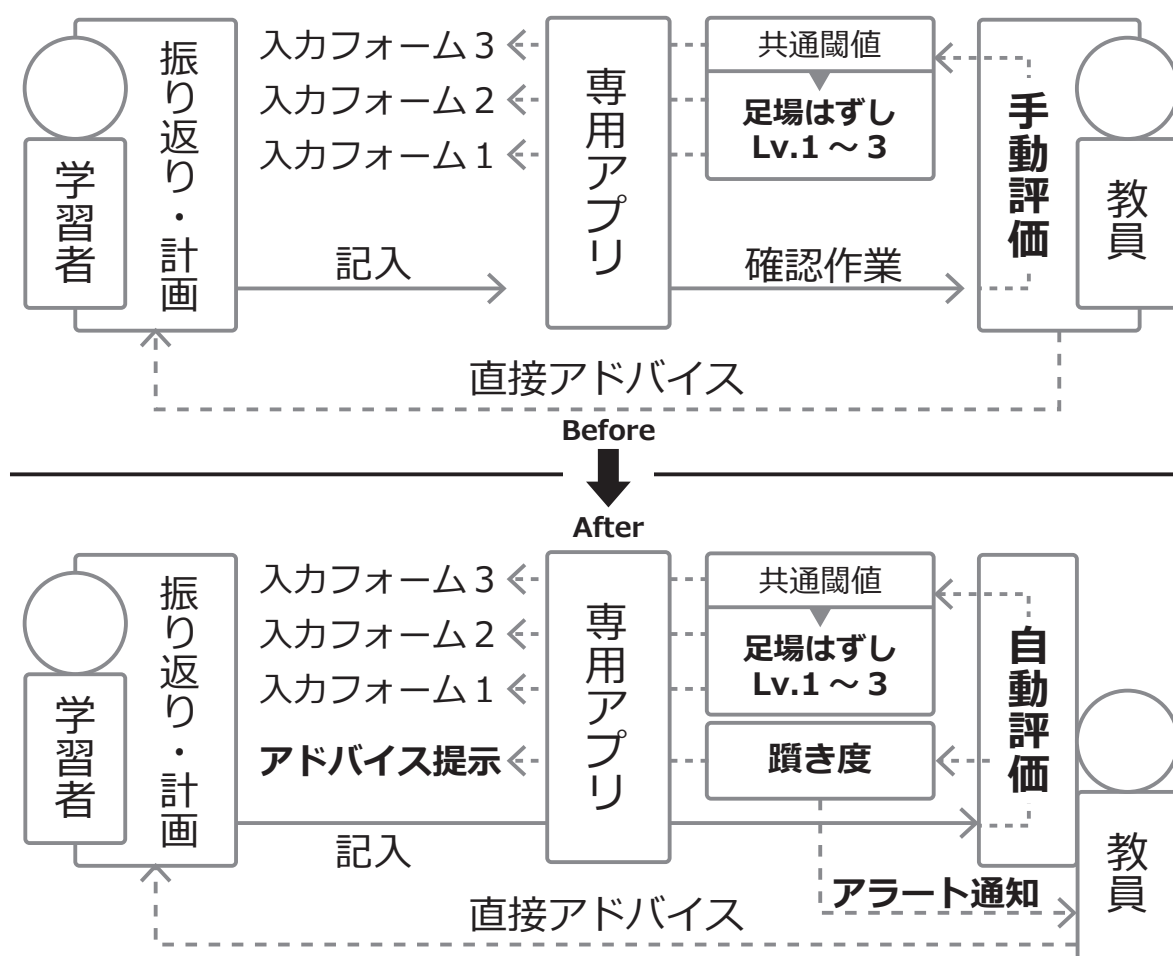 学習者
振り返り・計画
入力フォーム3
入力フォーム2
入力フォーム1
記入
専用アプリ
共通閾値
足場はずし
Lv.1 ～ 3
確認作業
手動評価
教員
直接アドバイス
Before
After
学習者
振り返り・計画
入力フォーム3
入力フォーム2
入力フォーム1
アドバイス提示
記入
専用アプリ
共通閾値
足場はずし
Lv.1 ～ 3
躓き度
自動評価
教員
アラート通知
直接アドバイス